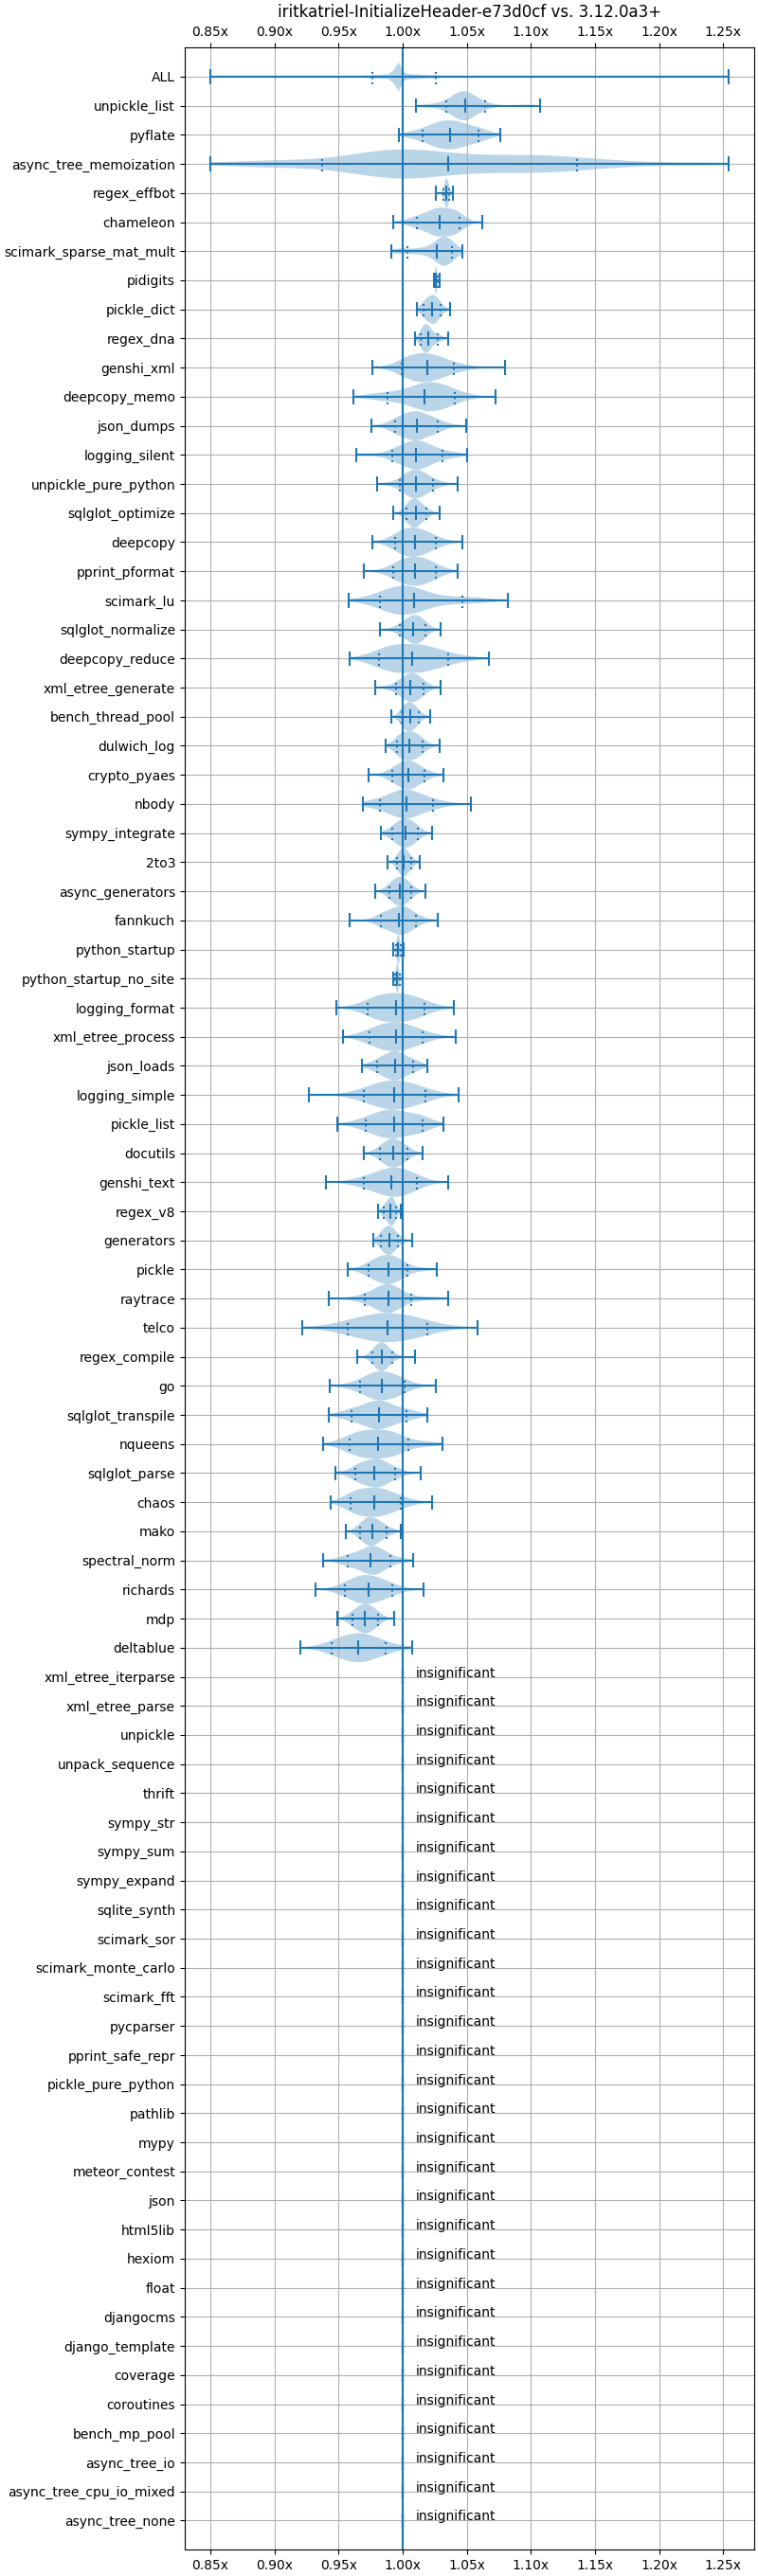 iritkatriel-InitializeHeader-e73d0cf vs. 3.12.0a3+
0.85x 0.90x 0.95x 1.00x 1.05x 1.10x 1.15x 1.20x 1.25x
ALL
unpickle_list
pyflate
async_tree_memoization
regex_effbot
chameleon
scimark_sparse_mat_mult
pidigits
pickle_dict
regex_dna
genshi_xml
deepcopy_memo
json_dumps
logging_silent
unpickle_pure_python
sqlglot_optimize
deepcopy
pprint_pformat
scimark_lu
sqlglot_normalize
deepcopy_reduce
xml_etree_generate
bench_thread_pool
dulwich_log
crypto_pyaes
nbody
sympy_integrate
2to3
async_generators
fannkuch
python_startup
python_startup_no_site
logging_format
xml_etree_process
json_loads
logging_simple
pickle_list
docutils
genshi_text
regex_v8
generators
pickle
raytrace
telco
regex_compile
go
sqlglot_transpile
nqueens
sqlglot_parse
chaos
mako
spectral_norm
richards
mdp
deltablue
xml_etree_iterparse insignificant
xml_etree_parse insignificant
unpickle insignificant
unpack_sequence insignificant
thrift insignificant
sympy_str insignificant
sympy_sum insignificant
sympy_expand insignificant
sqlite_synth insignificant
scimark_sor insignificant
scimark_monte_carlo insignificant
scimark_fft insignificant
pycparser insignificant
pprint_safe_repr insignificant
pickle_pure_python insignificant
pathlib insignificant
mypy insignificant
meteor_contest insignificant
json insignificant
html5lib insignificant
hexiom insignificant
float insignificant
djangocms insignificant
django_template insignificant
coverage insignificant
coroutines insignificant
bench_mp_pool insignificant
async_tree_io insignificant
async_tree_cpu_io_mixed insignificant
async_tree_none insignificant
0.85x 0.90x 0.95x 1.00x 1.05x 1.10x 1.15x 1.20x 1.25x